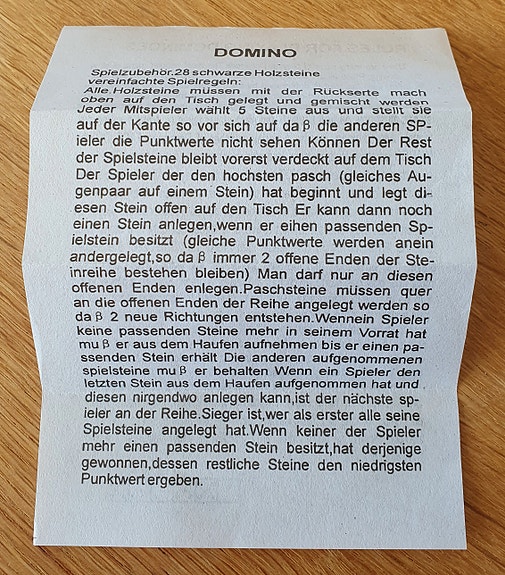 DOMINO
Spielzubehör.28 schwarze Holzsteine
vereinfachte Spielregeln:
Alle.Holzsteine müssen mit der Rückserte mach
oben auf den Tisch gelegt und gemischt werden
Jeder Mitspieler wählt 5 Steine aus und stellt sie
auf der Kante so vor sich auf da β die anderen SP-
ieler die Punktwerte nicht sehen Können Der Rest
der Spielsteine bleibt vorerst verdeckt auf dem Tisch
Der Spieler der den hochsten pasch (gleiches Au-
genpaar auf einem Stein) hat beginnt und legt di-
esen Stein offen auf den Tisch Er kann dann noch
einen Stein anlegen,wenn er eihen passenden Sp-
ielstein besitzt (gleiche Punktwerte werden anein
andergelegt,so da β immer 2 offene Enden der Ste-
inreihe bestehen bleiben) Man darf nur an diesen
offenen Enden enlegen.Paschsteine müssen quer
an die offenen Enden der Reihe angelegt werden so
da β 2 neue Richtungen entstehen.Wennein Spieler
keine passenden Steine mehr in seinem Vorrat hat
mu β er aus dem Haufen aufnehmen bis er einen pa-
ssenden Stein erhält Die anderen aufgenommenen
spielsteine mu β er behalten Wenn ein Spieler den
letzten Stein aus dem Haufen aufgenommen hat und
diesen nirgendwo anlegen kann,ist der nächste sp-
ieler an der Reihe.Sieger ist,wer als erster alle seine
Spielsteine angelegt hat.Wenn keiner der Spieler
mehr einen passenden Stein besitzt,hat derjenige
gewonnen,dessen restliche Steine den niedrigsten
Punktwert ergeben.